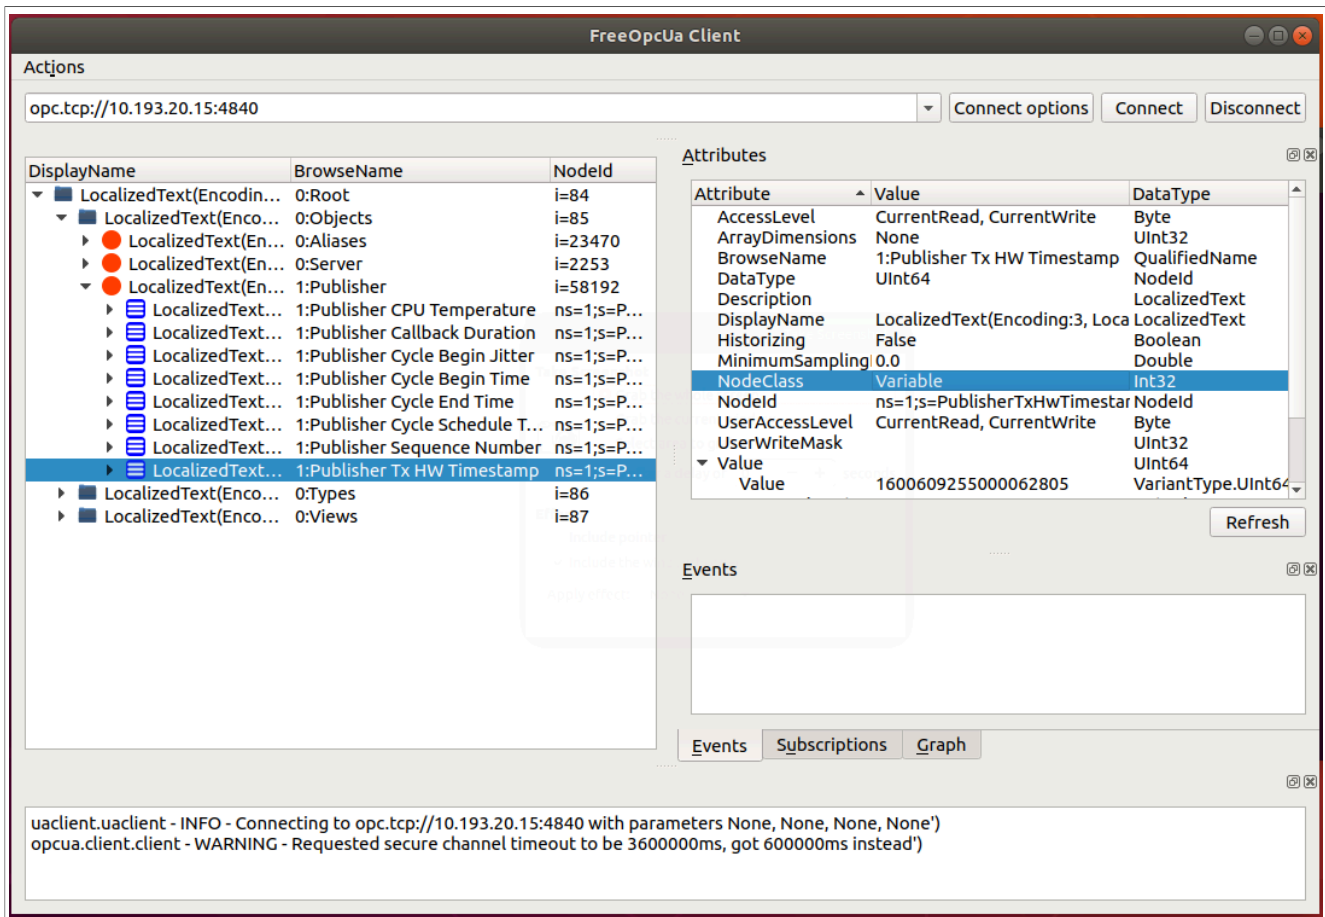 FreeOpcUa Client
Actions
opc.tcp://10.193.20.15:4840 Connect options Connect Disconnect
DisplayName BrowseName NodeId
LocalizedText(Encodin... 0:Root i=84
LocalizedText(Enco... 0:Objects i=85
LocalizedText(En... 0:Aliases i=23470
LocalizedText(En... 0:Server i=2253
LocalizedText(En... 1:Publisher i=58192
LocalizedText... 1:Publisher CPU Temperature ns=1;s=P...
LocalizedText... 1:Publisher Callback Duration ns=1;s=P...
LocalizedText... 1:Publisher Cycle Begin Jitter ns=1;s=P...
LocalizedText... 1:Publisher Cycle Begin Time ns=1;s=P...
LocalizedText... 1:Publisher Cycle End Time ns=1;s=P...
LocalizedText... 1:Publisher Cycle Schedule T... ns=1;s=P...
LocalizedText... 1:Publisher Sequence Number ns=1;s=P...
LocalizedText... 1:Publisher Tx HW Timestamp ns=1;s=P...
LocalizedText(Enco... 0:Types i=86
LocalizedText(Enco... 0:Views i=87
Attributes
Attribute Value DataType
AccessLevel CurrentRead, CurrentWrite Byte
ArrayDimensions None UInt32
BrowseName 1:Publisher Tx HW Timestamp QualifiedName
DataType UInt64 NodeId
Description LocalizedText
DisplayName LocalizedText(Encoding:3, Loca LocalizedText
Historizing False Boolean
MinimumSampling 0.0 Double
NodeClass Variable Int32
NodeId ns=1;s=PublisherTxHwTimestar NodeId
UserAccessLevel CurrentRead, CurrentWrite Byte
UserWriteMask UInt32
Value UInt64
Value 1600609255000062805 VariantType.UInt64
Refresh
Events
Events Subscriptions Graph
uaclient.uaclient - INFO - Connecting to opc.tcp://10.193.20.15:4840 with parameters None, None, None, None')
opcua.client.client - WARNING - Requested secure channel timeout to be 3600000ms, got 600000ms instead')